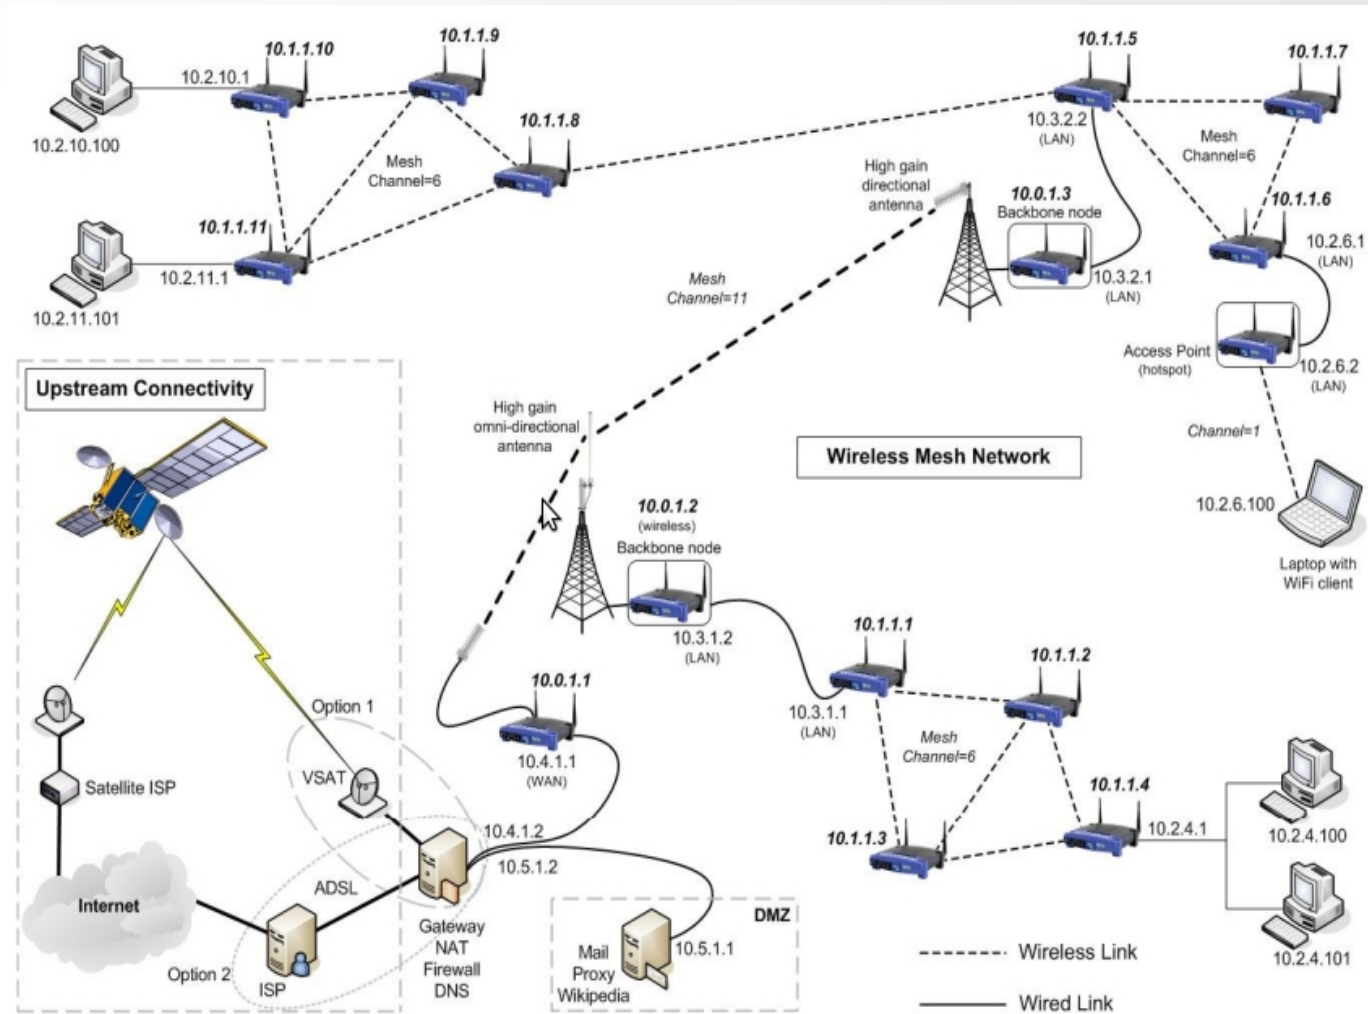 10.1.1.10
10.1.1.9
10.1.1.8
10.2.10.1
10.2.10.100
Mesh
Channel=6
10.1.1.11
10.2.11.1
10.2.11.101
10.1.1.5
10.1.1.7
10.3.2.2
(LAN)
Mesh
Channel=6
High gain
directional
antenna
10.0.1.3
Backbone node
10.3.2.1
(LAN)
10.1.1.6
10.2.6.1
(LAN)
Access Point
(hotspot)
10.2.6.2
(LAN)
Channel=1
10.2.6.100
Laptop with
WiFi client
Mesh
Channel=11
Upstream Connectivity
High gain
omni-directional
antenna
Wireless Mesh Network
10.0.1.2
(wireless)
Backbone node
10.3.1.2
(LAN)
10.1.1.1
10.1.1.2
10.3.1.1
(LAN)
Mesh
Channel=6
10.1.1.3
10.1.1.4
10.2.4.1
10.2.4.100
10.2.4.101
10.0.1.1
10.4.1.1
(WAN)
Option 1
VSAT
Satellite ISP
10.4.1.2
10.5.1.2
ADSL
Internet
Option 2
ISP
Gateway
NAT
Firewall
DNS
DMZ
Mail
Proxy
Wikipedia
10.5.1.1
Wireless Link
Wired Link